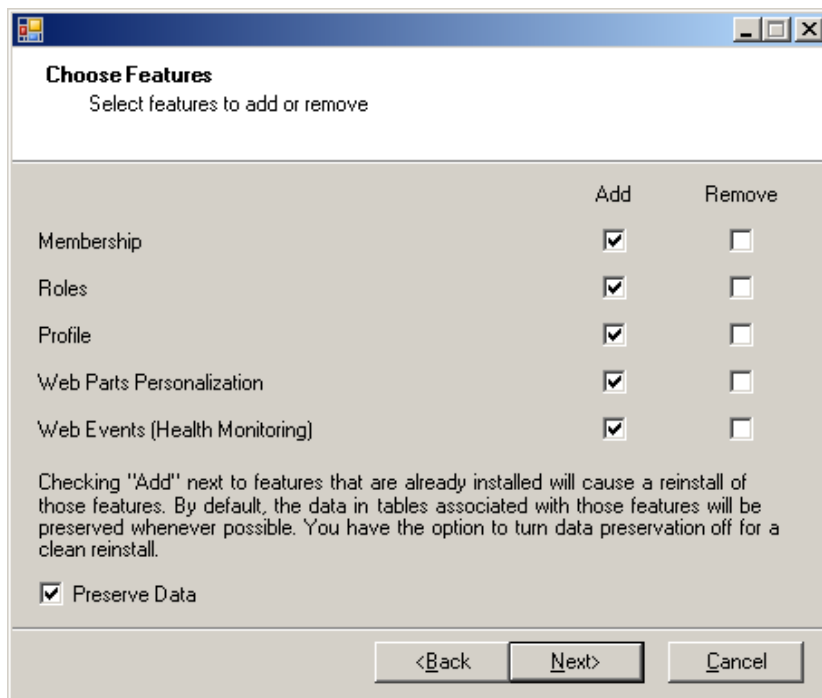 Choose Features
Select features to add or remove
Add Remove
Membership
Roles
Profile
Web Parts Personalization
Web Events (Health Monitoring)
Checking "Add" next to features that are already installed will cause a reinstall of
those features. By default, the data in tables associated with those features will be
preserved whenever possible. You have the option to turn data preservation off for a
clean reinstall.
Preserve Data
<Back Next> Cancel